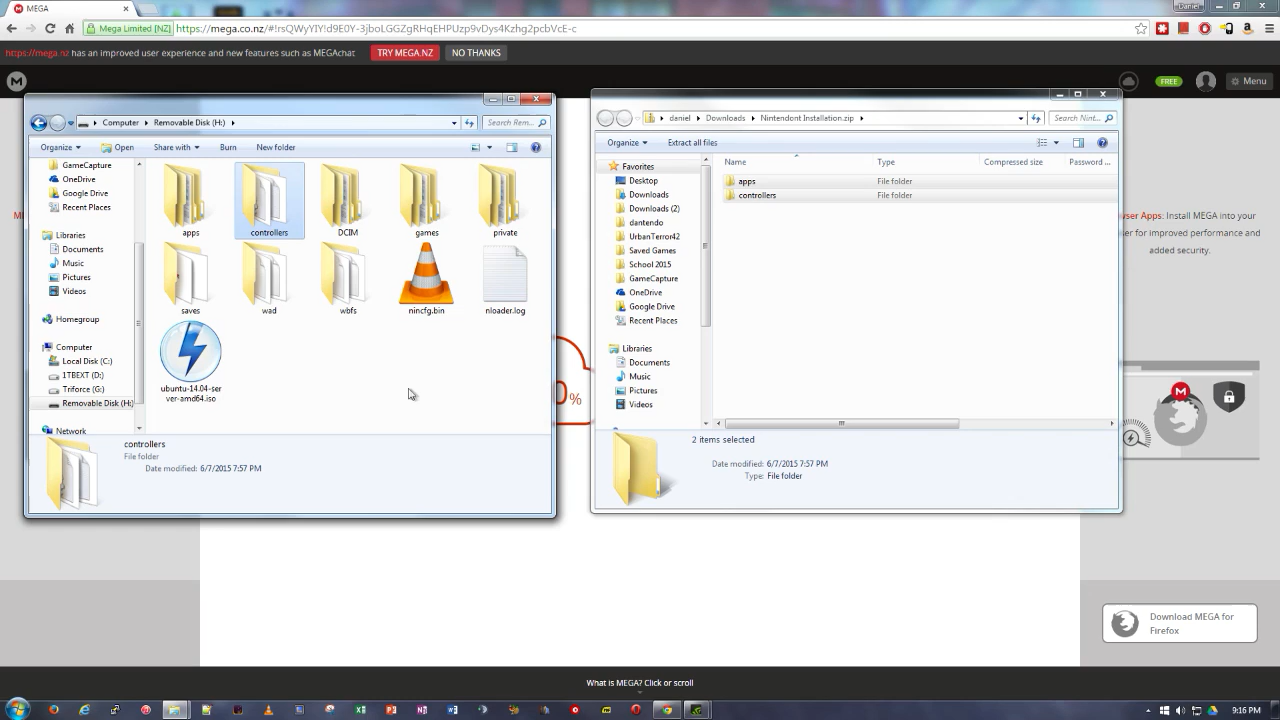 MEGA
Daniel
Mega Limited [NZ]
https://mega.co.nz/#!rsQWyYIY!d9E0Y-3jboLGGZgRHqEHPUzp9vDys4Kzhg2pcbVcE-c
https://mega.nz has an improved user experience and new features such as MEGAchat
TRY MEGA.NZ
NO THANKS
M
FREE
Menu
Computer
Removable Disk (H:)
Search Rem...
Organize
Open
Share with
Burn
New folder
GameCapture
OneDrive
Google Drive
Recent Places
Libraries
Documents
Music
Pictures
Videos
Homegroup
Computer
Local Disk (C:)
1TBEXT (D:)
Triforce (G:)
Removable Disk (H:)
Network
apps
controllers
DCIM
games
private
saves
wad
wbfs
nincfg.bin
nloader.log
ubuntu-14.04-ser
ver-amd64.iso
controllers
File folder
Date modified: 6/7/2015 7:57 PM
daniel
Downloads
Nintendont Installation.zip
Search Nint...
Organize
Extract all files
Favorites
Desktop
Downloads
Downloads (2)
dantendo
UrbanTerror42
Saved Games
School 2015
GameCapture
OneDrive
Google Drive
Recent Places
Libraries
Documents
Music
Pictures
Videos
Name
Type
Compressed size
Password ...
apps
File folder
controllers
File folder
2 items selected
Date modified: 6/7/2015 7:57 PM
Type: File folder
0%
user Apps: Install MEGA into your
er for improved performance and
added security.
M
Download MEGA for
Firefox
What is MEGA? Click or scroll
9:16 PM